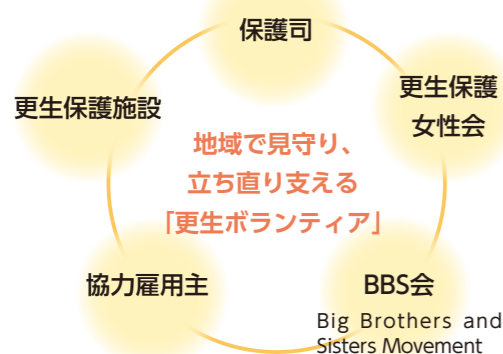 保護司
更生保護施設
更生保護
女性会
地域で見守り、
立ち直り支える
「更生ボランティア」
協力雇用主
BBS会
Big Brothers and
Sisters Movement